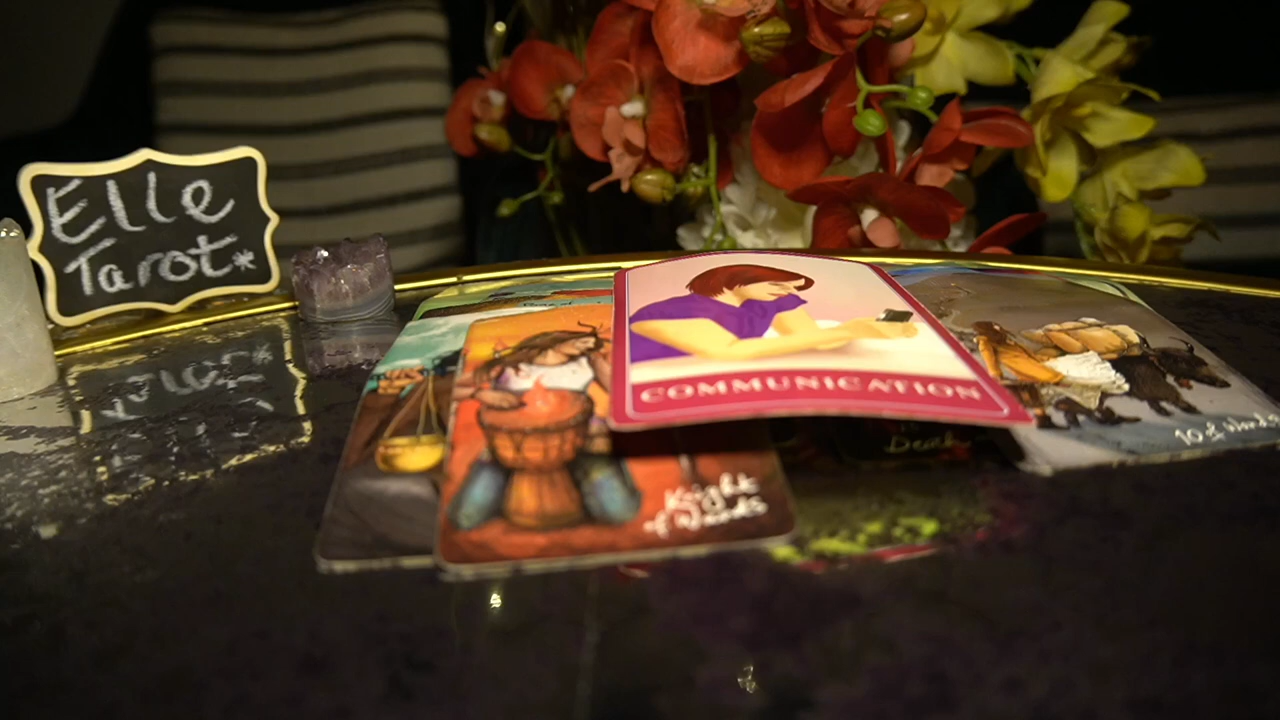 Elle
Tarot*
COMMUNICATION
Knight
of Wands
Death
10 of Wands